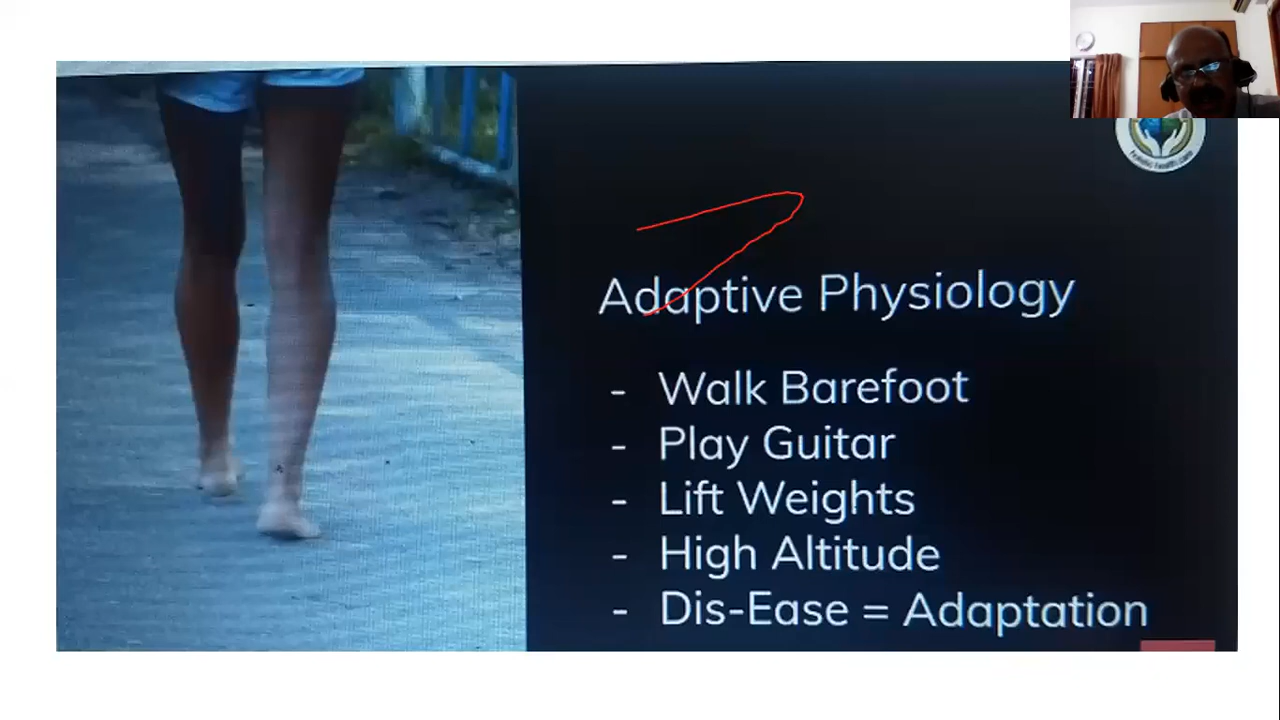 Adaptive Physiology
- Walk Barefoot
- Play Guitar
- Lift Weights
- High Altitude
- Dis-Ease = Adaptation